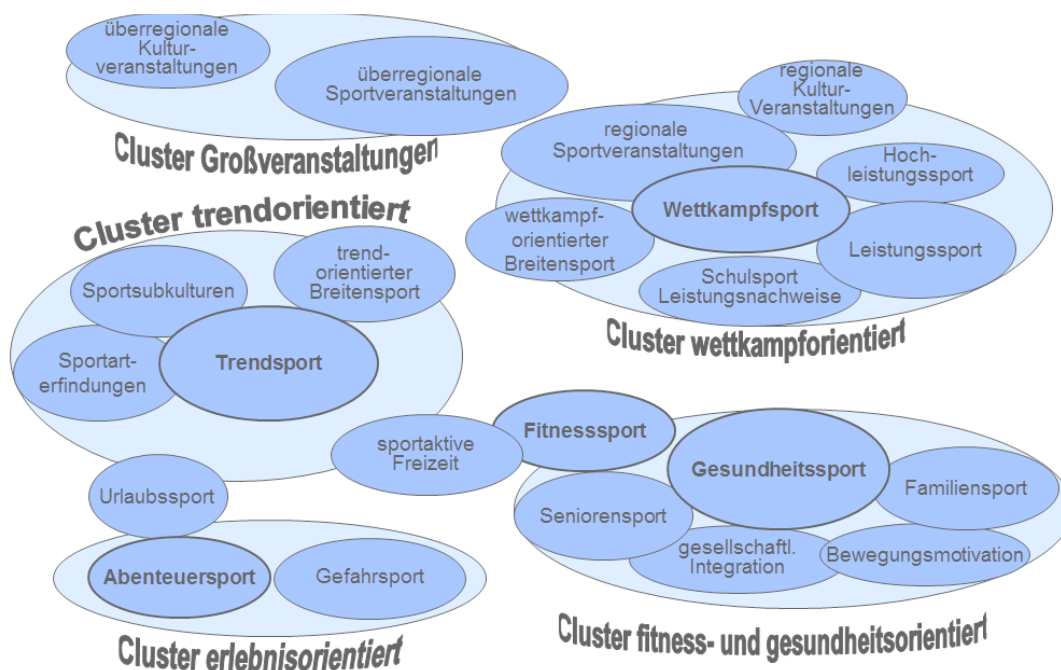 überregionale
Kultur-
veranstaltungen
überregionale
Sportveranstaltungen
Cluster Großveranstaltungen
regionale
Kultur-
Veranstaltungen
regionale
Sportveranstaltungen
Hoch-
leistungssport
Wettkampfsport
wettkampf-
orientierter
Breitensport
Leistungssport
Schulsport
Leistungsnachweise
Cluster wettkampforientiert
Cluster trendorientiert
trend-
orientierter
Breitensport
Sportsubkulturen
Trendsport
Sportart-
erfindungen
sportaktive
Freizeit
Urlaubssport
Abenteuersport
Gefahrsport
Cluster erlebnisorientiert
Fitnesssport
Gesundheitssport
Familiensport
Seniorensport
gesellschaftl.
Integration
Bewegungsmotivation
Cluster fitness- und gesundheitsorientiert